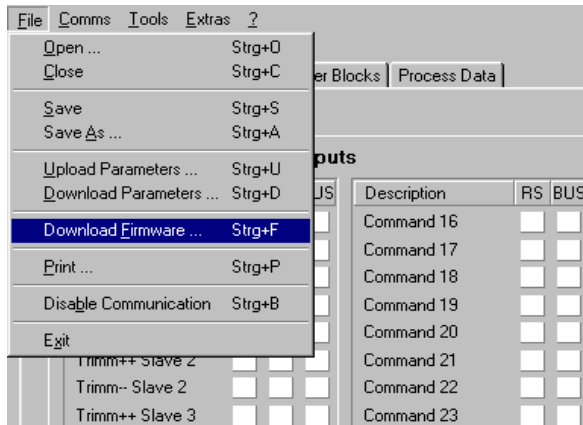 File Comms Tools Extras ?
Open ... Strg+O
Close Strg+C
er Blocks Process Data
Save Strg+S
Save As ... Strg+A
puts
Upload Parameters ... Strg+U
Download Parameters ... Strg+D
US Description RS BUS
Download Firmware ... Strg+F
Command 16
Command 17
Print ... Strg+P
Command 18
Disable Communication Strg+B
Command 19
Command 20
Exit
Trimm++ Slave 2 Command 21
Trimm-- Slave 2 Command 22
Trimm++ Slave 3 Command 23